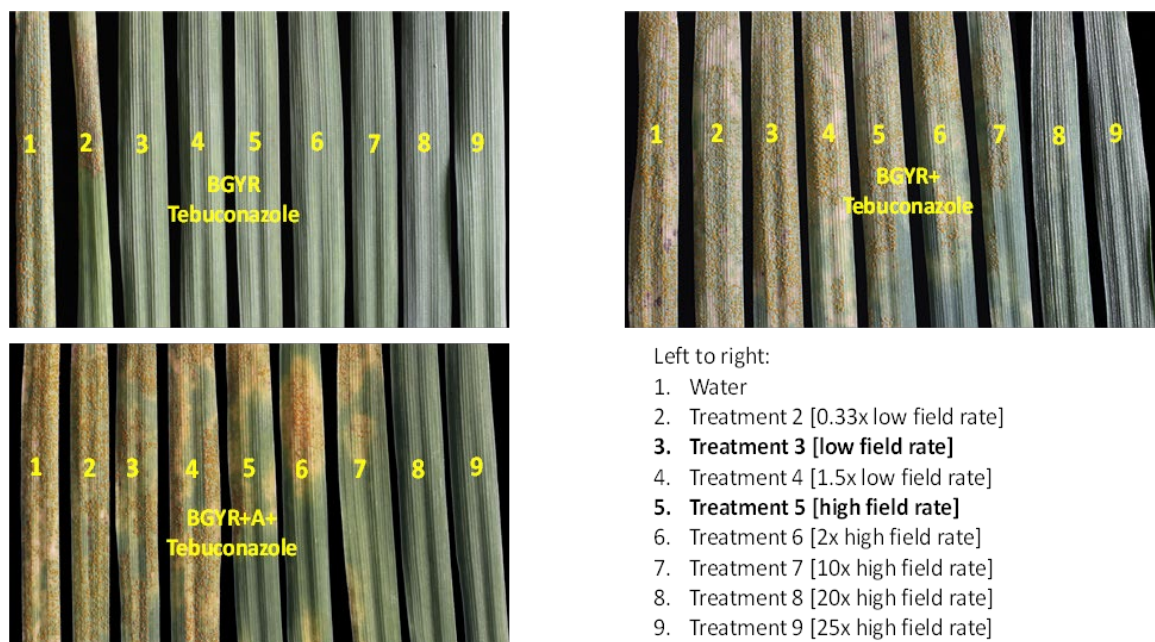 1 2 3 4 5 6 7 8 9
BGYR
Tebuconazole
1 2 3 4 5 6 7 8 9
BGYR+
Tebuconazole
1 2 3 4 5 6 7 8 9
BGYR+A+
Tebuconazole
Left to right:
1. Water
2. Treatment 2 [0.33x low field rate]
3. Treatment 3 [low field rate]
4. Treatment 4 [1.5x low field rate]
5. Treatment 5 [high field rate]
6. Treatment 6 [2x high field rate]
7. Treatment 7 [10x high field rate]
8. Treatment 8 [20x high field rate]
9. Treatment 9 [25x high field rate]